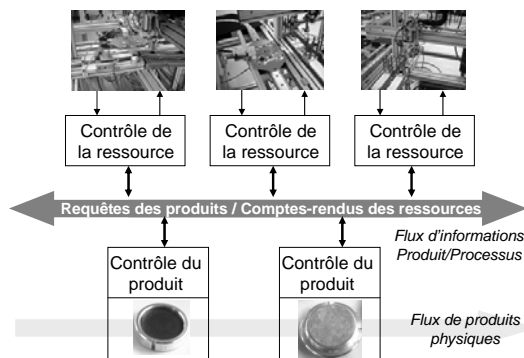 Contrôle de
la ressource
Contrôle de
la ressource
Contrôle de
la ressource
Requêtes des produits / Comptes-rendus des ressources
Flux d'informations
Produit/Processus
Contrôle du
produit
Contrôle du
produit
Flux de produits
physiques